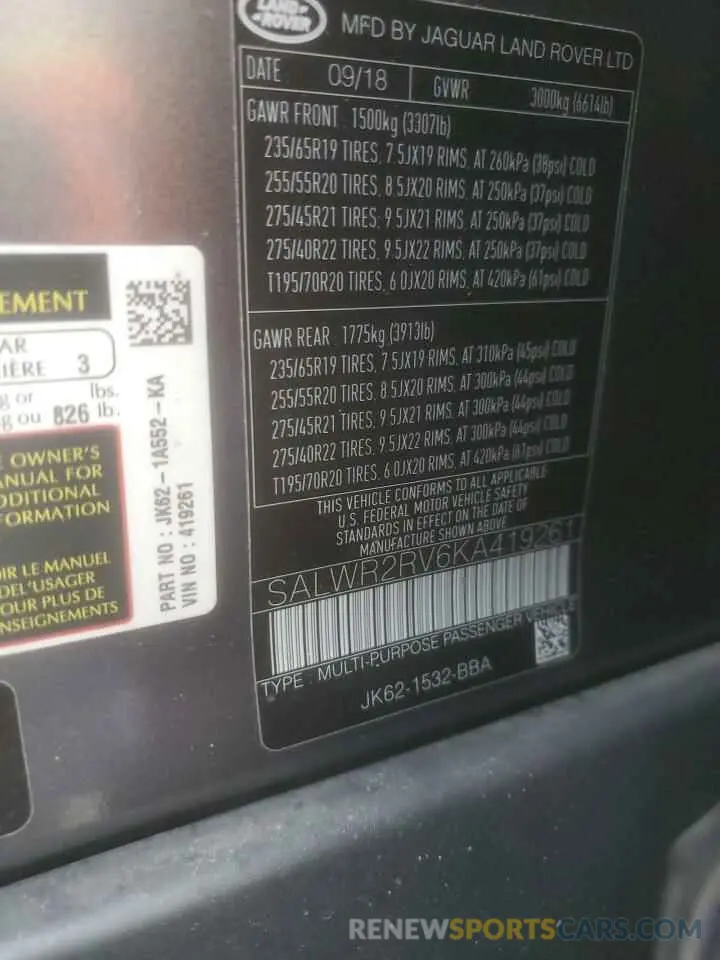 LAND ROVER
MFD BY JAGUAR LAND ROVER LTD
DATE 09/18 GVWR 3000kg (6614lb)
GAWR FRONT 1500kg (3307lb)
235/65R19 TIRES, 7.5JX19 RIMS, AT 260kPa (38psi) COLD
255/55R20 TIRES, 8.5JX20 RIMS, AT 250kPa (37psi) COLD
275/45R21 TIRES, 9.5JX21 RIMS, AT 250kPa (37psi) COLD
275/40R22 TIRES, 9.5JX22 RIMS, AT 250kPa (37psi) COLD
T195/70R20 TIRES, 6.0JX20 RIMS, AT 420kPa (61psi) COLD
GAWR REAR 1775kg (3913lb)
235/65R19 TIRES, 7.5JX19 RIMS, AT 310kPa (45psi) COLD
255/55R20 TIRES, 8.5JX20 RIMS, AT 300kPa (44psi) COLD
275/45R21 TIRES, 9.5JX21 RIMS, AT 300kPa (44psi) COLD
275/40R22 TIRES, 9.5JX22 RIMS, AT 300kPa (44psi) COLD
T195/70R20 TIRES, 6.0JX20 RIMS, AT 420kPa (61psi) COLD
THIS VEHICLE CONFORMS TO ALL APPLICABLE
U.S. FEDERAL MOTOR VEHICLE SAFETY
STANDARDS IN EFFECT ON THE DATE OF
MANUFACTURE SHOWN ABOVE
SALWR2RV6KA419261
TYPE : MULTI-PURPOSE PASSENGER VEHICLE
JK62-1532-BBA
EMENT
AR
IÈRE 3
g or lbs.
g ou 826 lb.
E OWNER'S
ANUAL FOR
DDITIONAL
FORMATION
OIR LE MANUEL
DE L'USAGER
POUR PLUS DE
NSEIGNEMENTS
PART NO : JK62-1A552-KA
VIN NO : 419261
RENEWSPORTSCARS.COM